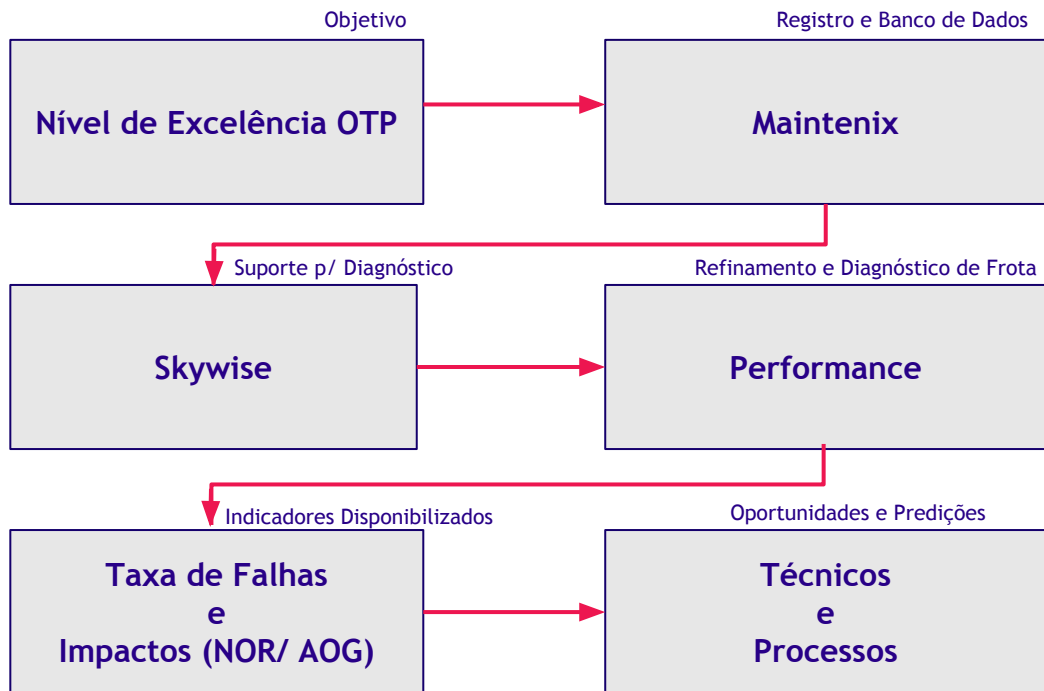 Objetivo
Nível de Excelência OTP
Registro e Banco de Dados
Maintenix
Suporte p/ Diagnóstico
Skywise
Refinamento e Diagnóstico de Frota
Performance
Indicadores Disponibilizados
Taxa de Falhas
e
Impactos (NOR/ AOG)
Oportunidades e Predições
Técnicos
e
Processos